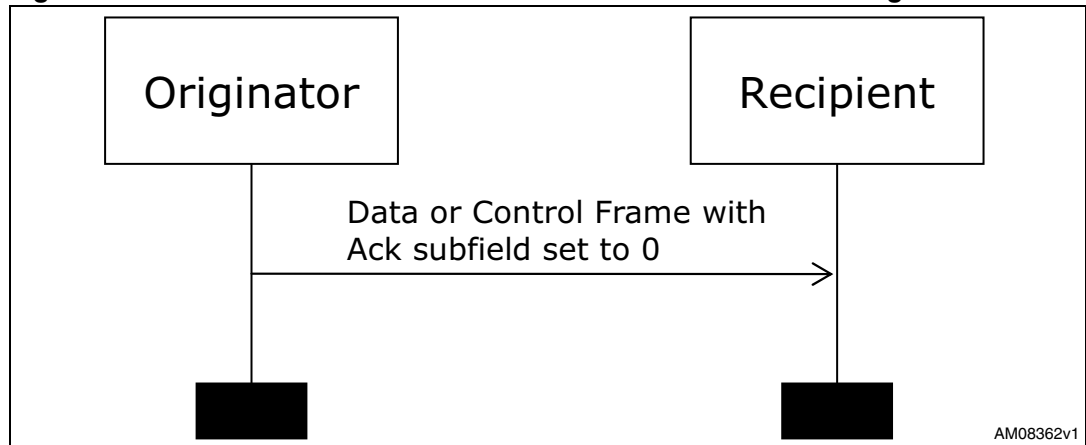 Originator
Recipient
Data or Control Frame with
Ack subfield set to 0
AM08362v1